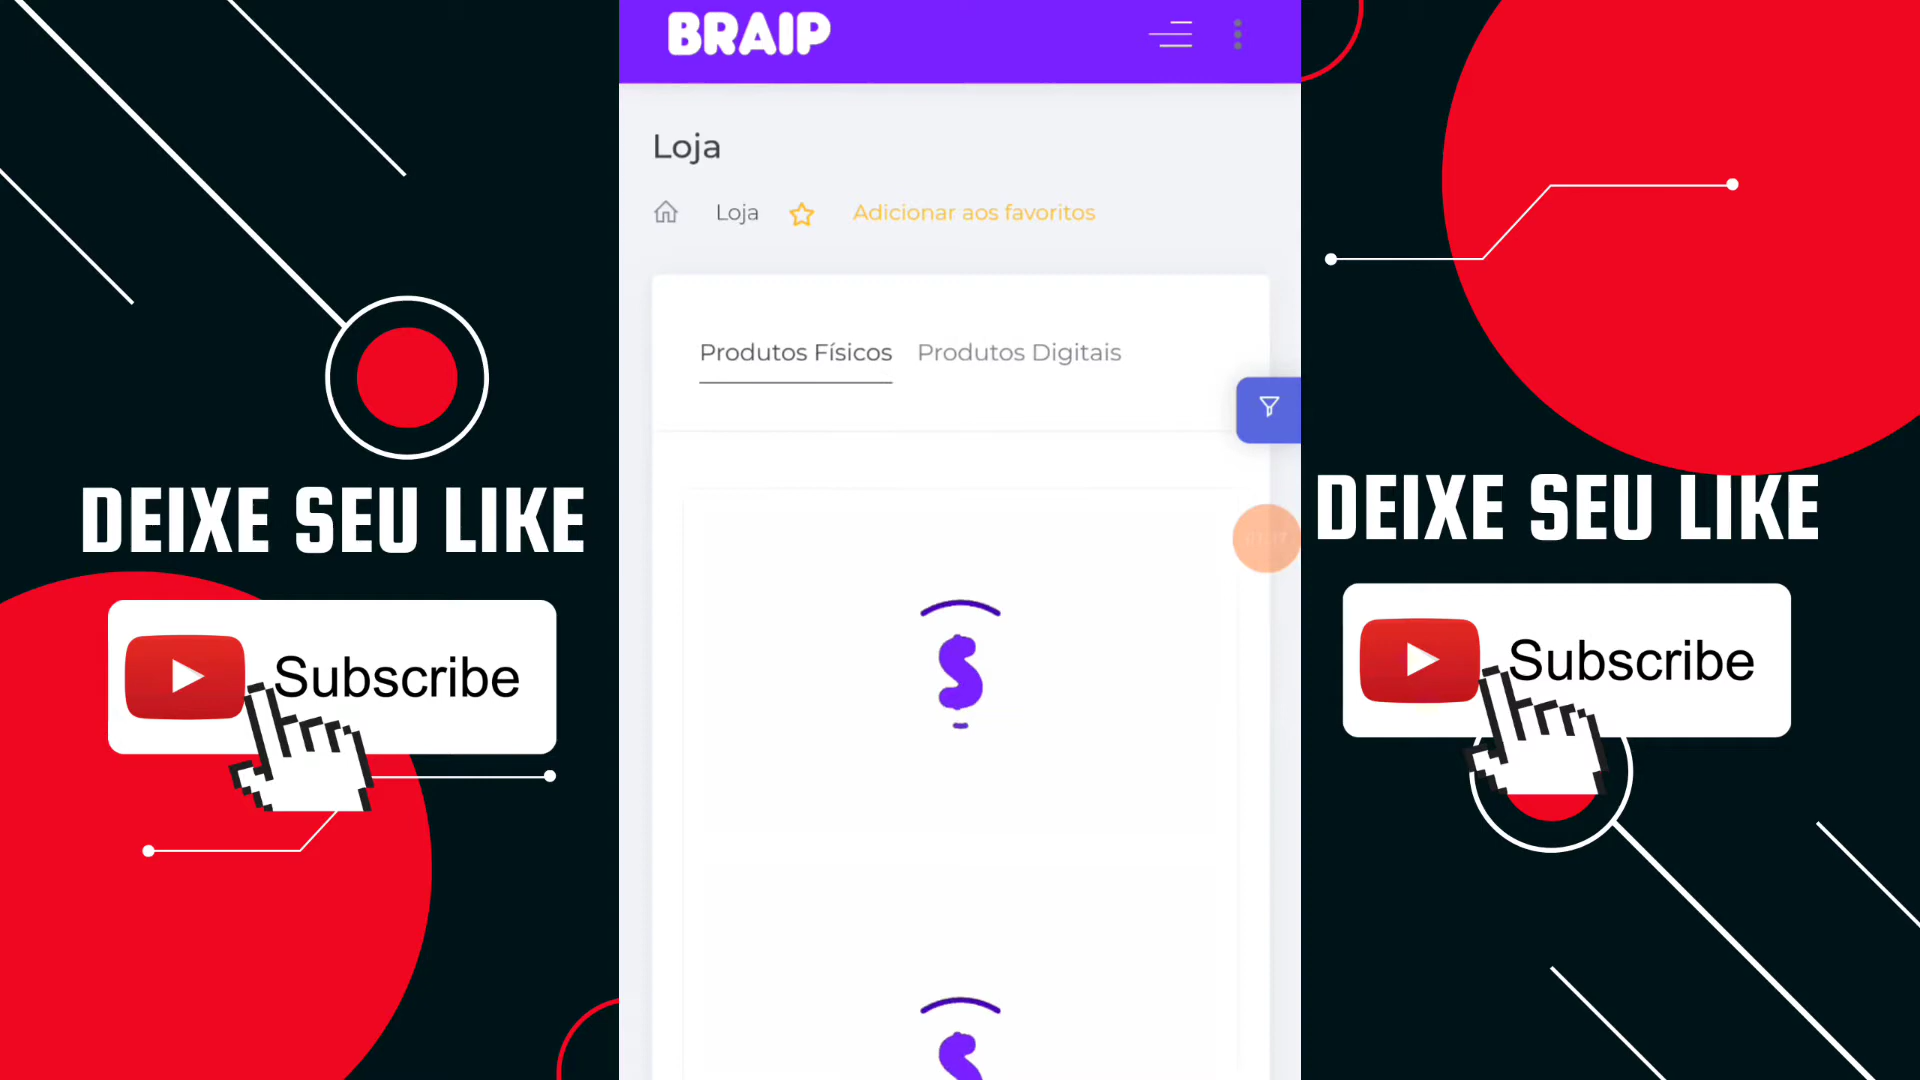 BRAIP
Loja
Loja
Adicionar aos favoritos
Produtos Físicos
Produtos Digitais
DEIXE SEU LIKE
Subscribe
DEIXE SEU LIKE
Subscribe